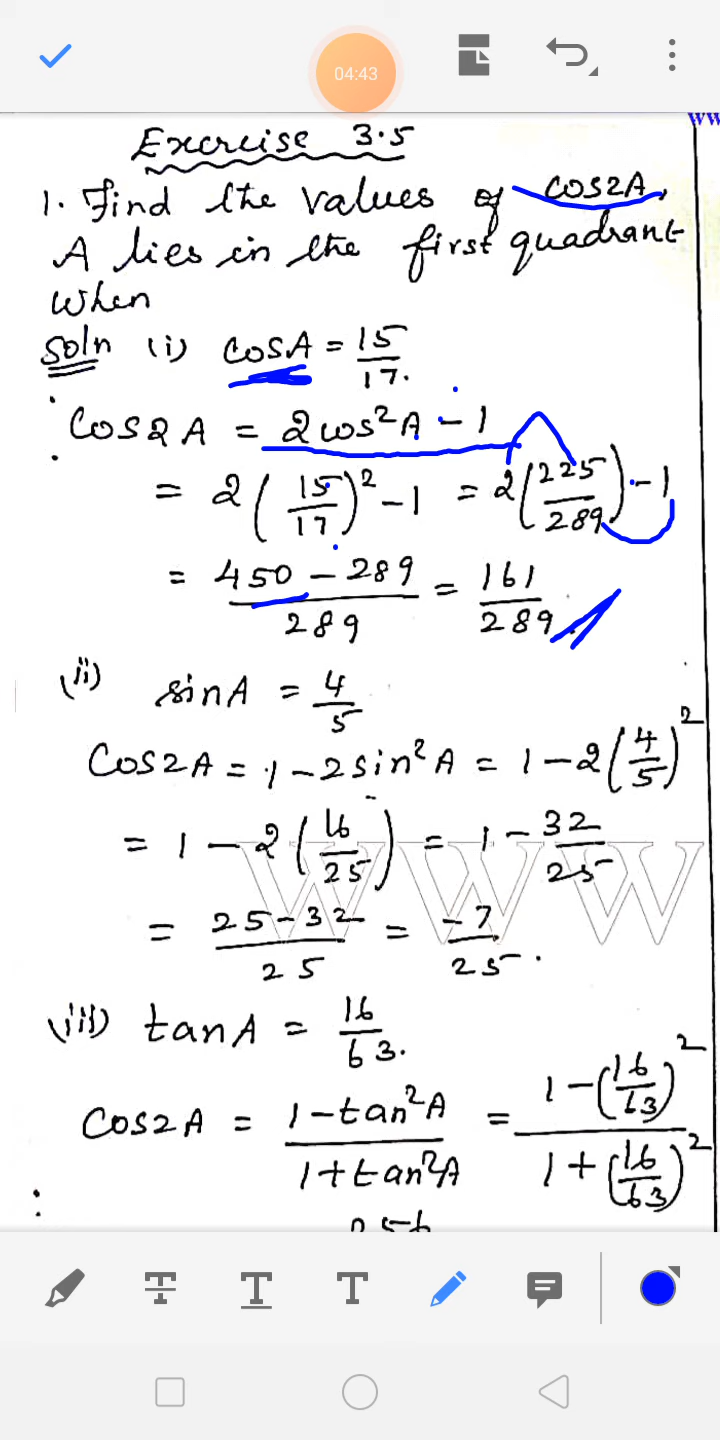 04:43
ww
Exercise 3.5
1. Find the values of cos2A,
A lies in the first quadrant
when
Soln (i) cosA = 15/17.
Cos2A = 2cos²A - 1
= 2(15/17)² - 1 = 2(225/289) - 1
= 450 - 289/289 = 161/289.
(ii) sinA = 4/5
Cos2A = 1 - 2sin²A = 1 - 2(4/5)²
= 1 - 2(16/25) = 1 - 32/25
= 25-32/25 = -7/25.
WWW
(iii) tanA = 16/63.
Cos2A = 1-tan²A/1+tan²A = 1-(16/63)²/1+(16/63)²
T T T